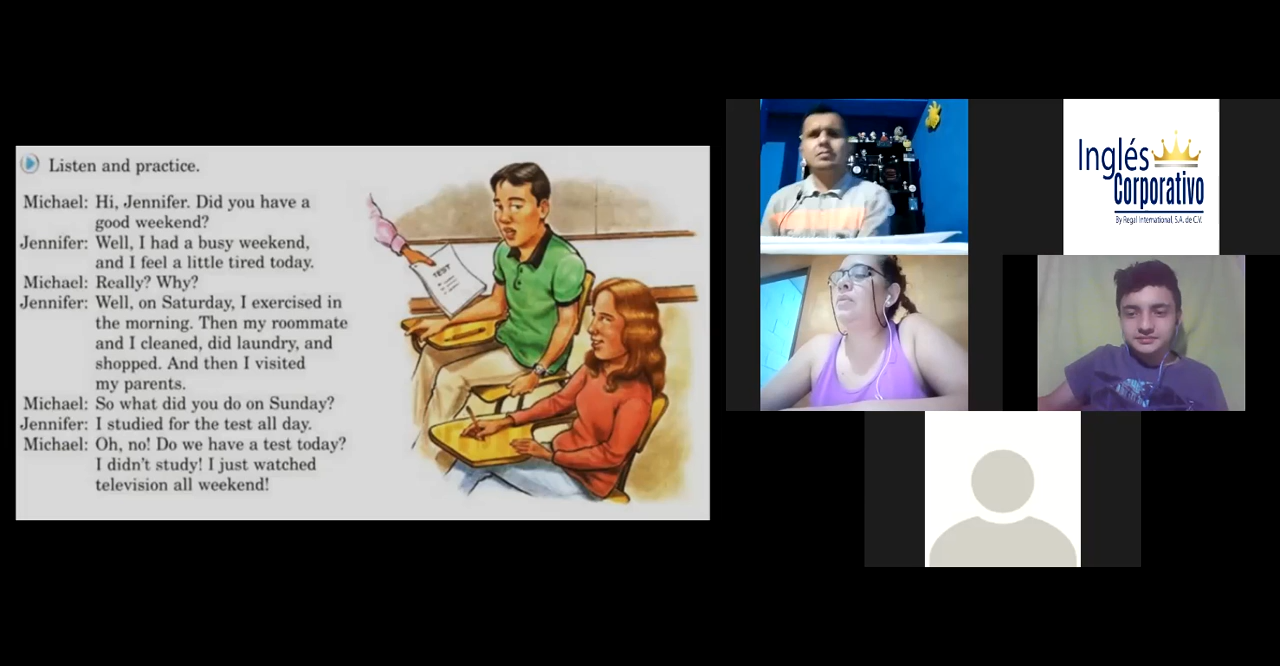 Listen and practice.
Michael: Hi, Jennifer. Did you have a
good weekend?
Jennifer: Well, I had a busy weekend,
and I feel a little tired today.
Michael: Really? Why?
Jennifer: Well, on Saturday, I exercised in
the morning. Then my roommate
and I cleaned, did laundry, and
shopped. And then I visited
my parents.
Michael: So what did you do on Sunday?
Jennifer: I studied for the test all day.
Michael: Oh, no! Do we have a test today?
I didn't study! I just watched
television all weekend!
TEST
Inglés
Corporativo
By Regal International, S.A. de C.V.